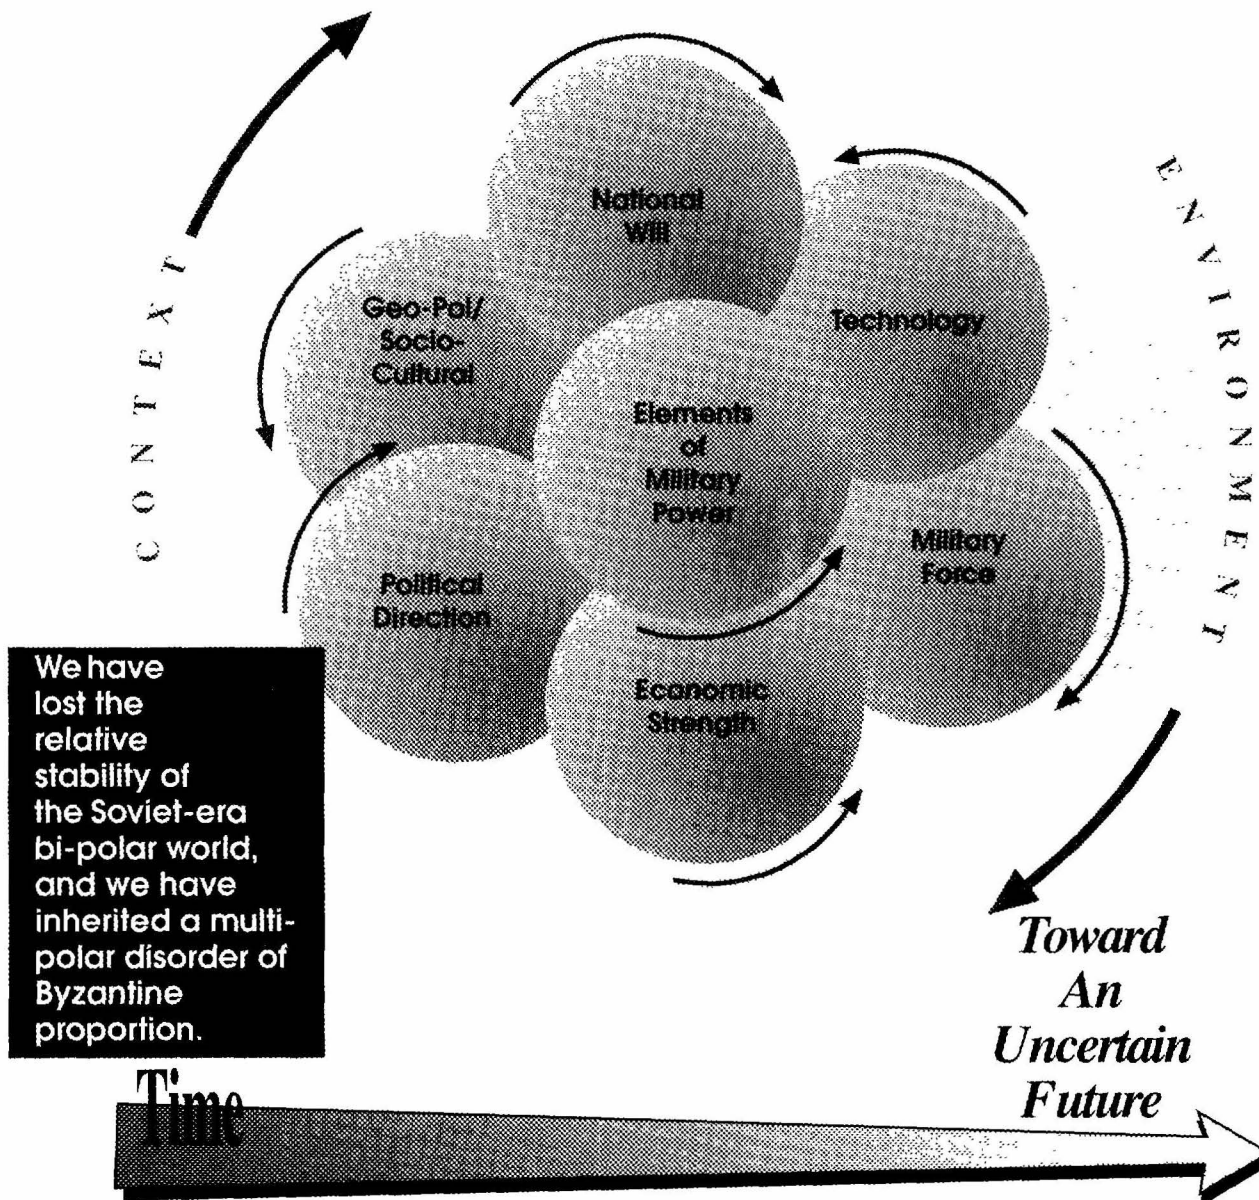 CONTEXT
ENVIRONMENT
National
Will
Geo-Pol/
Socio-
Cultural
Technology
Elements
of
Military
Power
Military
Force
Political
Direction
Economic
Strength
We have
lost the
relative
stability of
the Soviet-era
bi-polar world,
and we have
inherited a multi-
polar disorder of
Byzantine
proportion.
Toward
An
Uncertain
Future
Time